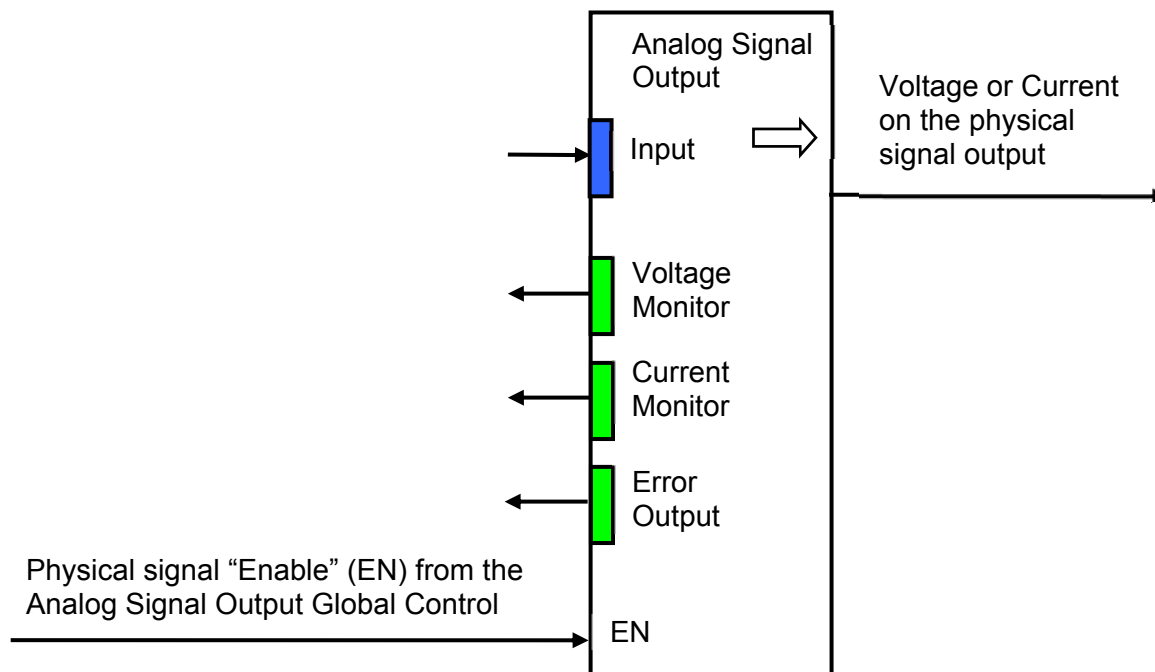 Analog Signal
Output
Voltage or Current
on the physical
signal output
Input
Voltage
Monitor
Current
Monitor
Error
Output
Physical signal “Enable” (EN) from the
Analog Signal Output Global Control
EN